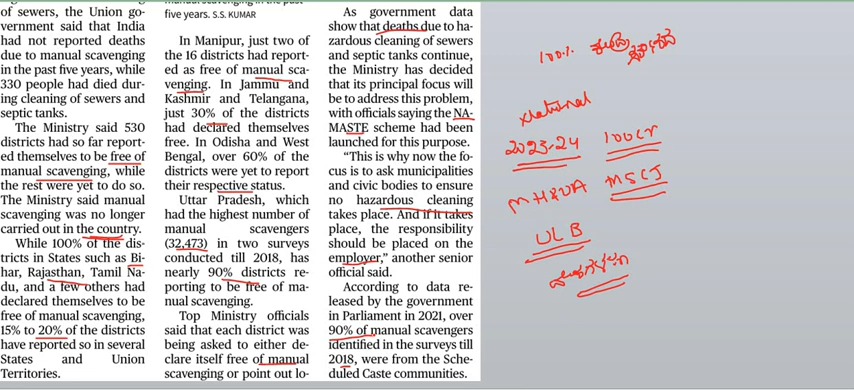 of sewers, the Union go-
vernment said that India
had not reported deaths
due to manual scavenging
in the past five years, while
330 people had died dur-
ing cleaning of sewers and
septic tanks.
The Ministry said 530
districts had so far report-
ed themselves to be free of
manual scavenging, while
the rest were yet to do so.
The Ministry said manual
scavenging was no longer
carried out in the country.
While 100% of the dis-
tricts in States such as Bi-
har, Rajasthan, Tamil Na-
du, and a few others had
declared themselves to be
free of manual scavenging,
15% to 20% of the districts
have reported so in several
States and Union
Territories.
five years. S.S. KUMAR
In Manipur, just two of
the 16 districts had report-
ed as free of manual sca-
venging. In Jammu and
Kashmir and Telangana,
just 30% of the districts
had declared themselves
free. In Odisha and West
Bengal, over 60% of the
districts were yet to report
their respective status.
Uttar Pradesh, which
had the highest number of
manual scavengers
(32,473) in two surveys
conducted till 2018, has
nearly 90% districts re-
porting to be free of ma-
nual scavenging.
Top Ministry officials
said that each district was
being asked to either de-
clare itself free of manual
scavenging or point out lo-
As government data
show that deaths due to ha-
zardous cleaning of sewers
and septic tanks continue,
the Ministry has decided
that its principal focus will
be to address this problem,
with officials saying the NA-
MASTE scheme had been
launched for this purpose.
“This is why now the fo-
cus is to ask municipalities
and civic bodies to ensure
no hazardous cleaning
takes place. And if it takes
place, the responsibility
should be placed on the
employer,” another senior
official said.
According to data re-
leased by the government
in Parliament in 2021, over
90% of manual scavengers
identified in the surveys till
2018, were from the Sche-
duled Caste communities.
100%
2023-24 100cr
MH&UA MSCJ
ULB